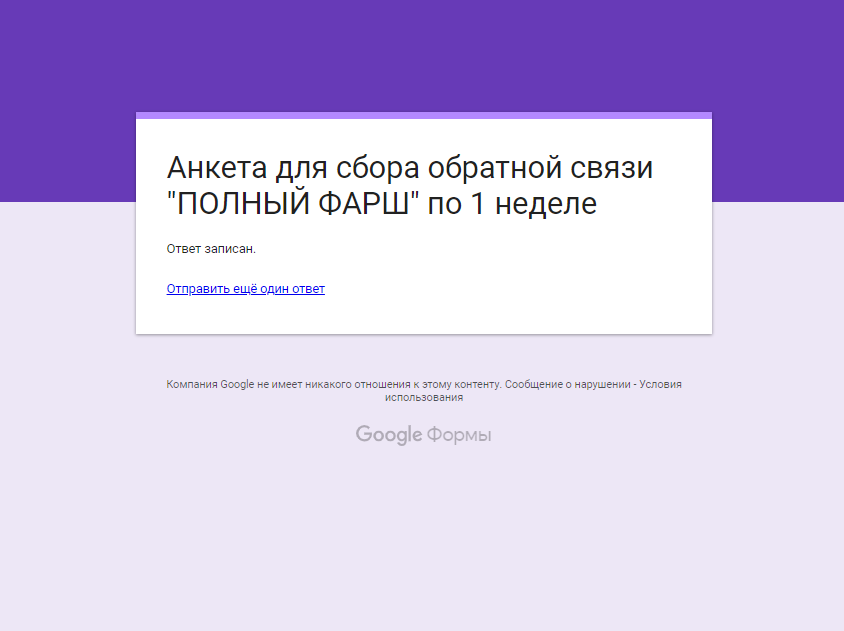 Анкета для сбора обратной связи
"ПОЛНЫЙ ФАРШ" по 1 неделе
Ответ записан.
Отправить ещё один ответ
Компания Google не имеет никакого отношения к этому контенту. Сообщение о нарушении - Условия
использования
Google Формы